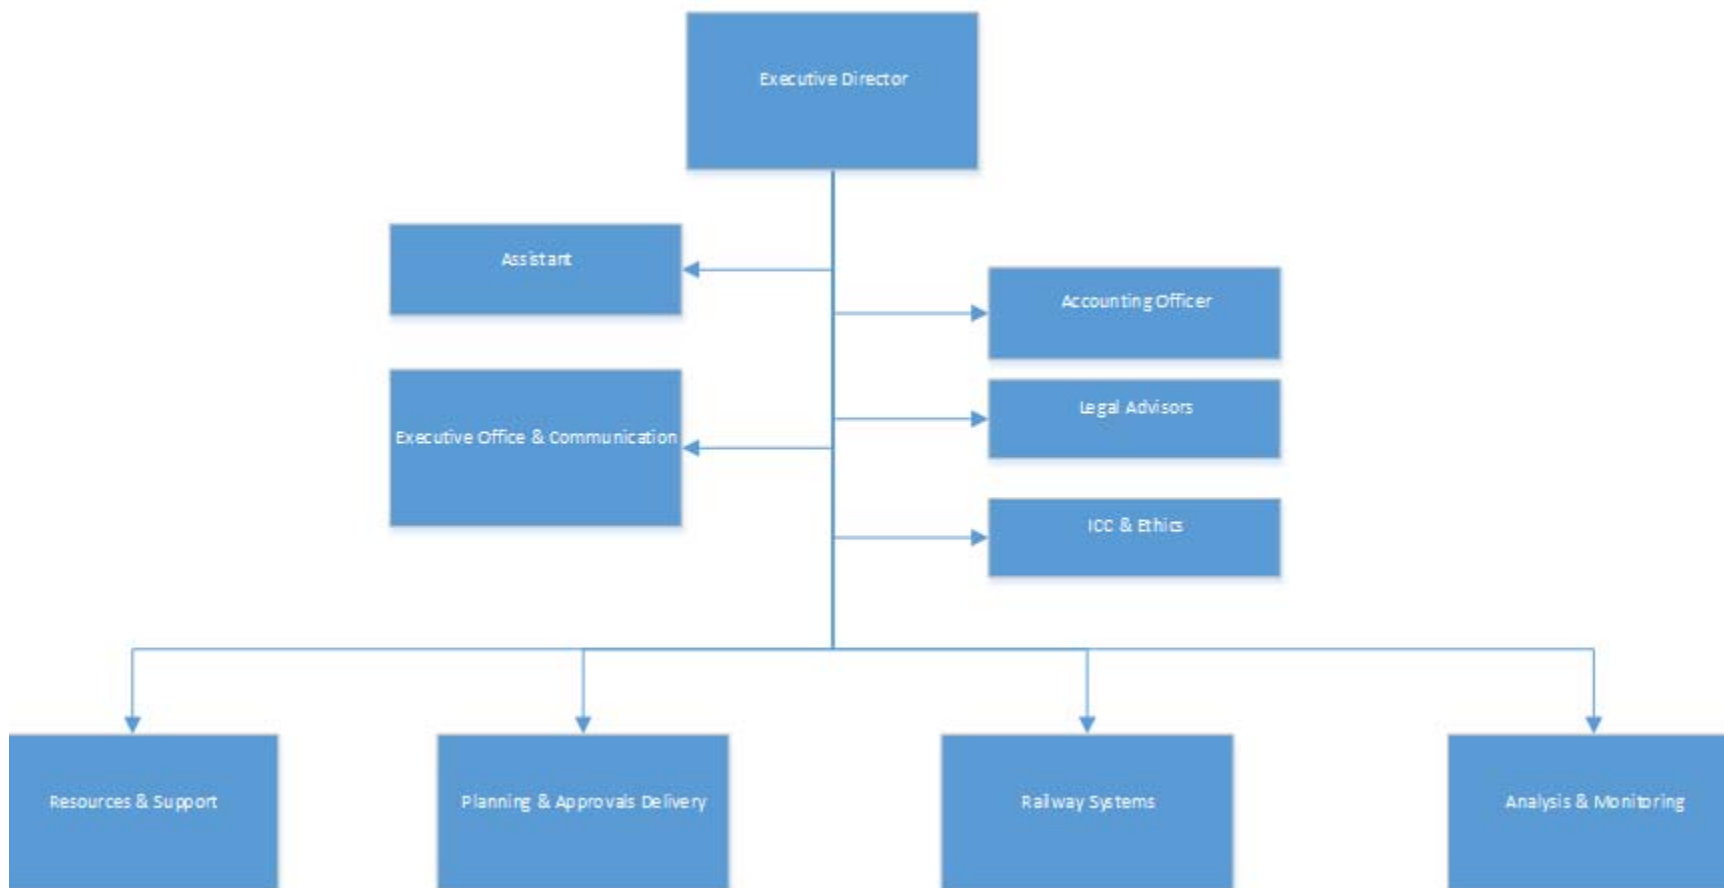 Executive Director
Assistant
Accounting Officer
Legal Advisors
Executive Office & Communication
ICC & Ethics
Resources & Support
Planning & Approvals Delivery
Railway Systems
Analysis & Monitoring